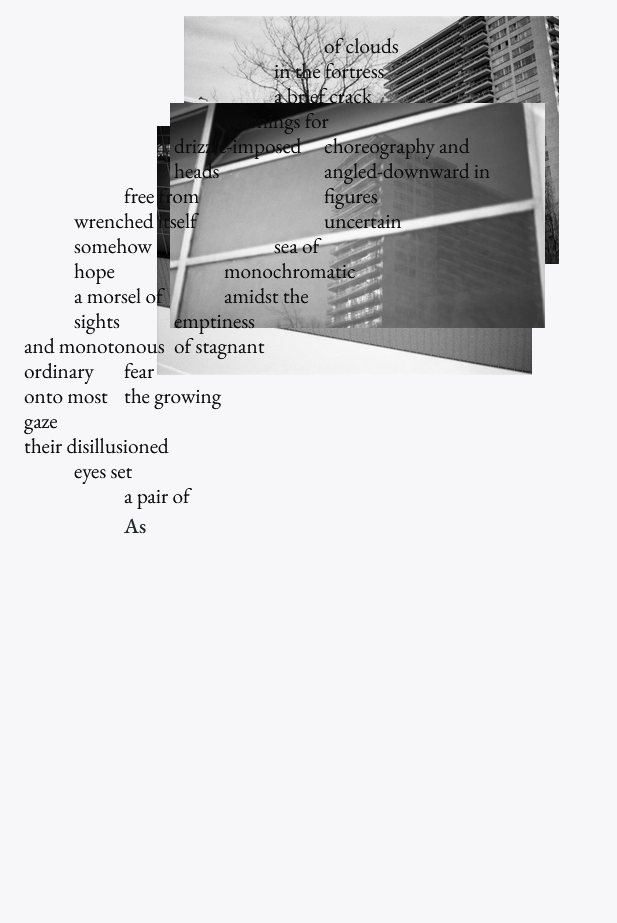 of clouds
in the fortress
a brief crack
for
drizzle-imposed choreography and
heads angled-downward in
free from figures
wrenched itself uncertain
somehow sea of
hope monochromatic
a morsel of amidst the
sights emptiness
and monotonous of stagnant
ordinary fear
onto most the growing
gaze
their disillusioned
eyes set
a pair of
As